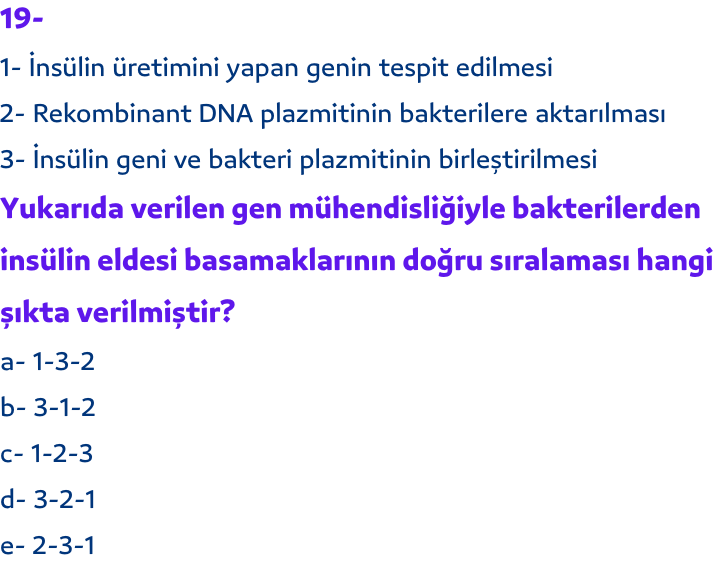 19-
1- İnsülin üretimini yapan genin tespit edilmesi
2- Rekombinant DNA plazmitinin bakterilere aktarılması
3- İnsülin geni ve bakteri plazmitinin birleştirilmesi
Yukarıda verilen gen mühendisliğiyle bakterilerden
insülin eldesi basamaklarının doğru sıralaması hangi
şıkta verilmiştir?
a- 1-3-2
b- 3-1-2
c- 1-2-3
d- 3-2-1
e- 2-3-1